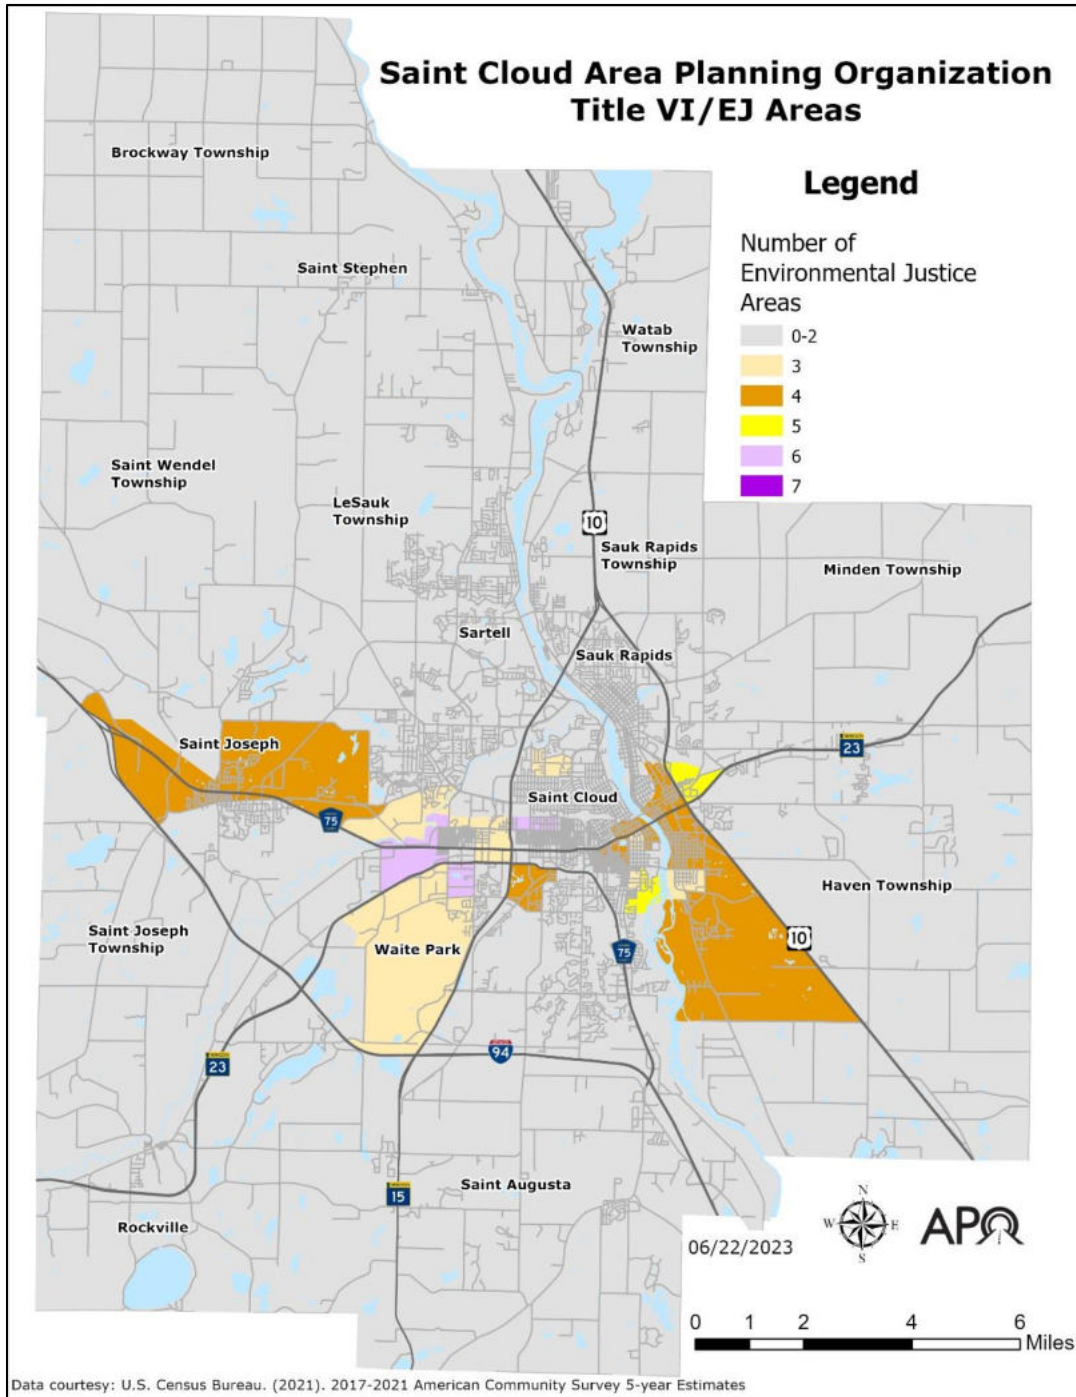 Saint Cloud Area Planning Organization
Title VI/EJ Areas
Legend
Number of
Environmental Justice
Areas
0-2
3
4
5
6
7
Brockway Township
Saint Stephen
Watab
Township
Saint Wendel
Township
LeSauk
Township
10
Sauk Rapids
Township
Minden Township
Sartell
Sauk Rapids
Saint Joseph
23
Saint Cloud
75
Haven Township
Saint Joseph
Township
Waite Park
75
10
94
23
15
Saint Augusta
Rockville
N
W
E
S
APO
06/22/2023
0 1 2 4 6
Miles
Data courtesy: U.S. Census Bureau. (2021). 2017-2021 American Community Survey 5-year Estimates